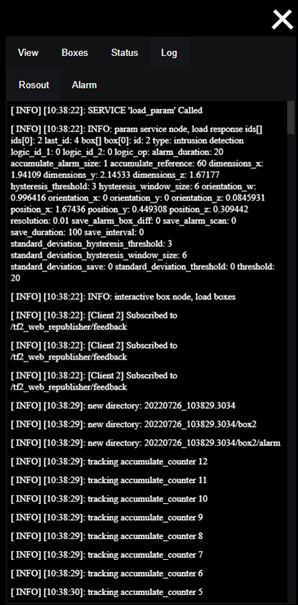 View Boxes Status Log
Rosout Alarm
[ INFO] [10:38:22]: SERVICE 'load_param' Called
[ INFO] [10:38:22]: INFO: param service node, load response ids[]
ids[0]: 2 last_id: 4 box[] box[0]: id: 2 type: intrusion detection
logic_id_1: 0 logic_id_2: 0 logic_op: alarm_duration: 20
accumulate_alarm_size: 1 accumulate_reference: 60 dimensions_x:
1.94109 dimensions_y: 2.14533 dimensions_z: 1.67177
hysteresis_threshold: 3 hysteresis_window_size: 6 orientation_w:
0.996416 orientation_x: 0 orientation_y: 0 orientation_z: 0.0845931
position_x: 1.67436 position_y: 0.449308 position_z: 0.309442
resolution: 0.01 save_alarm_box_diff: 0 save_alarm_scan: 0
save_duration: 100 save_interval: 0
standard_deviation_hysteresis_threshold: 3
standard_deviation_hysteresis_window_size: 6
standard_deviation_save: 0 standard_deviation_threshold: 0 threshold:
20
[ INFO] [10:38:22]: INFO: interactive box node, load boxes
[ INFO] [10:38:22]: [Client 2] Subscribed to
/tf2_web_republisher/feedback
[ INFO] [10:38:22]: [Client 2] Subscribed to
/tf2_web_republisher/feedback
[ INFO] [10:38:22]: [Client 2] Subscribed to
/tf2_web_republisher/feedback
[ INFO] [10:38:29]: new directory: 20220726_103829.3034
[ INFO] [10:38:29]: new directory: 20220726_103829.3034/box2
[ INFO] [10:38:29]: new directory: 20220726_103829.3034/box2/alarm
[ INFO] [10:38:29]: tracking accumulate_counter 12
[ INFO] [10:38:29]: tracking accumulate_counter 11
[ INFO] [10:38:29]: tracking accumulate_counter 10
[ INFO] [10:38:29]: tracking accumulate_counter 9
[ INFO] [10:38:29]: tracking accumulate_counter 8
[ INFO] [10:38:29]: tracking accumulate_counter 7
[ INFO] [10:38:29]: tracking accumulate_counter 6
[ INFO] [10:38:30]: tracking accumulate_counter 5